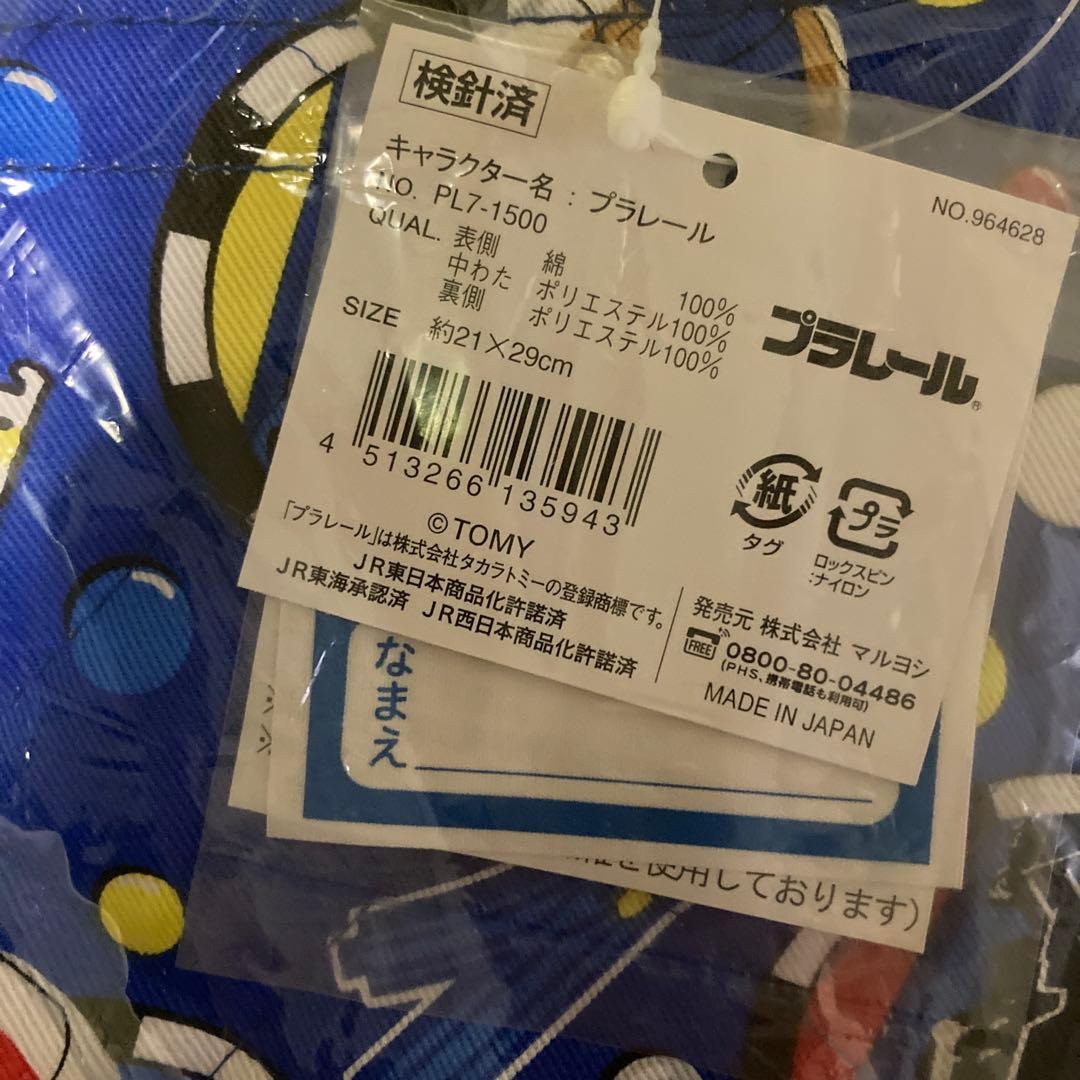 検針済
キャラクター名 : プラレール
NO.964628
NO. PL7-1500
QUAL. 表側 綿 100%
中わた ポリエステル100%
裏側 ポリエステル100%
SIZE 約21×29cm
プラレール®
4 513266 135943
紙
タグ
プラ
ロックスピン
:ナイロン
©TOMY
「プラレール」は株式会社タカラトミーの登録商標です。
JR東日本商品化許諾済
JR東海承認済 JR西日本商品化許諾済
発売元 株式会社 マルヨシ
FREE 0800-80-04486
(PHS、携帯電話も利用可)
MADE IN JAPAN
なまえ
を使用しております)